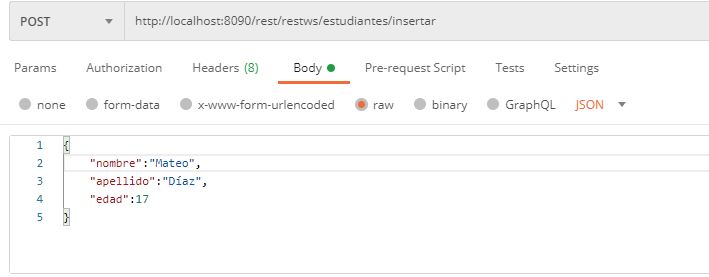 POST http://localhost:8090/rest/restws/estudiantes/insertar
Params Authorization Headers (8) Body Pre-request Script Tests Settings
none form-data x-www-form-urlencoded raw binary GraphQL JSON
1 {
2 "nombre":"Mateo",
3 "apellido":"Díaz",
4 "edad":17
5 }